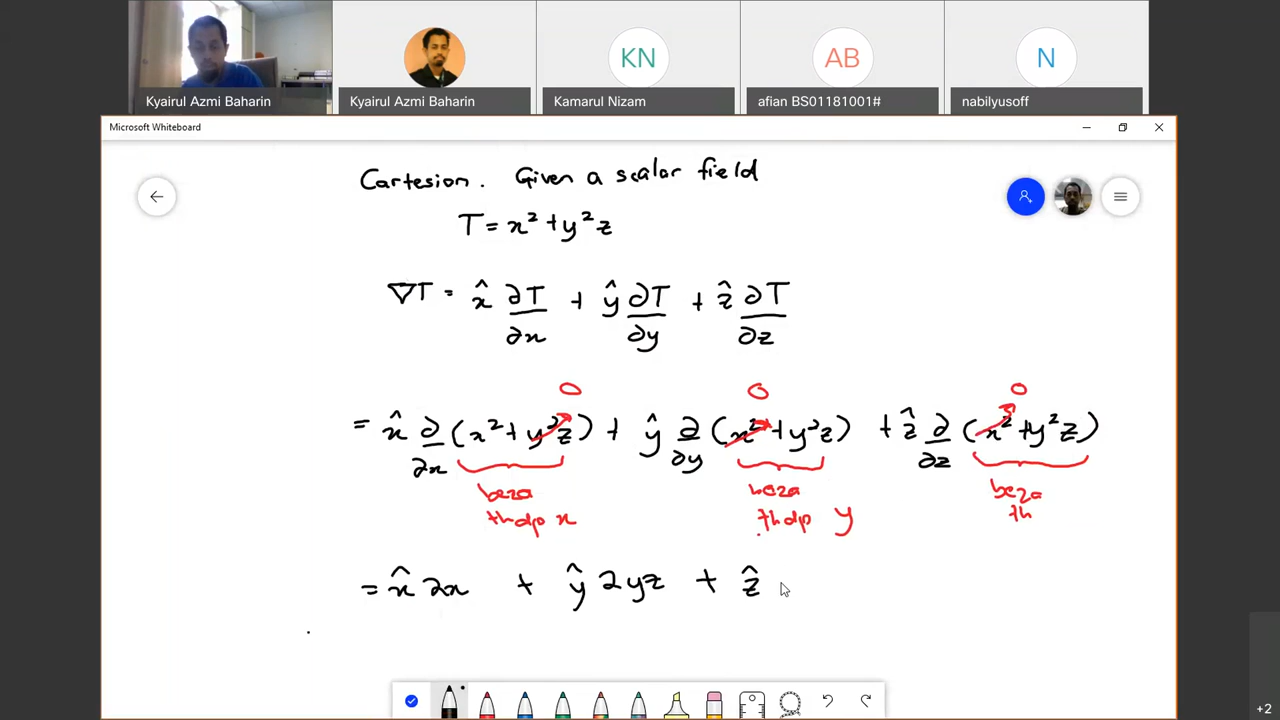 Kyairul Azmi Baharin
Kyairul Azmi Baharin
KN
Kamarul Nizam
AB
afian BS01181001#
N
nabilyusoff
Microsoft Whiteboard
Cartesion. Given a scalar field
T = x² + y²z
∇T = x̂ ∂T/∂x + ŷ ∂T/∂y + ẑ ∂T/∂z
0 0 0
= x̂ ∂/∂x (x² + y²z) + ŷ ∂/∂y (x² + y²z) + ẑ ∂/∂z (x² + y²z)
beza beza beza
thdp x thdp y th
= x̂ 2x + ŷ 2yz + ẑ
+2